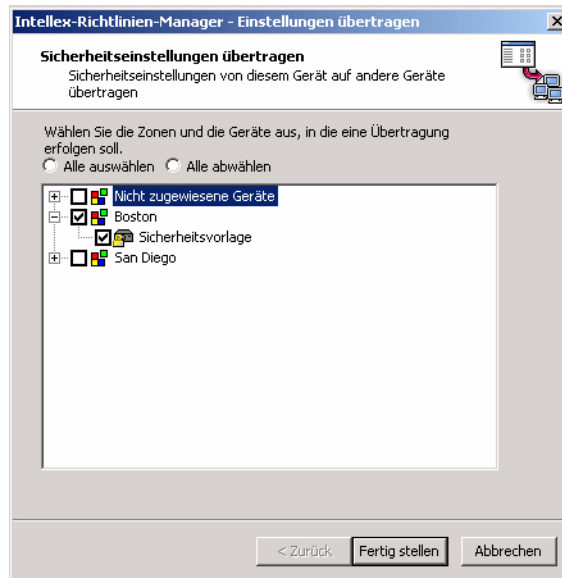 Intellex-Richtlinien-Manager - Einstellungen übertragen
Sicherheitseinstellungen übertragen
Sicherheitseinstellungen von diesem Gerät auf andere Geräte
übertragen
Wählen Sie die Zonen und die Geräte aus, in die eine Übertragung
erfolgen soll.
Alle auswählen Alle abwählen
Nicht zugewiesene Geräte
Boston
Sicherheitsvorlage
San Diego
< Zurück Fertig stellen Abbrechen